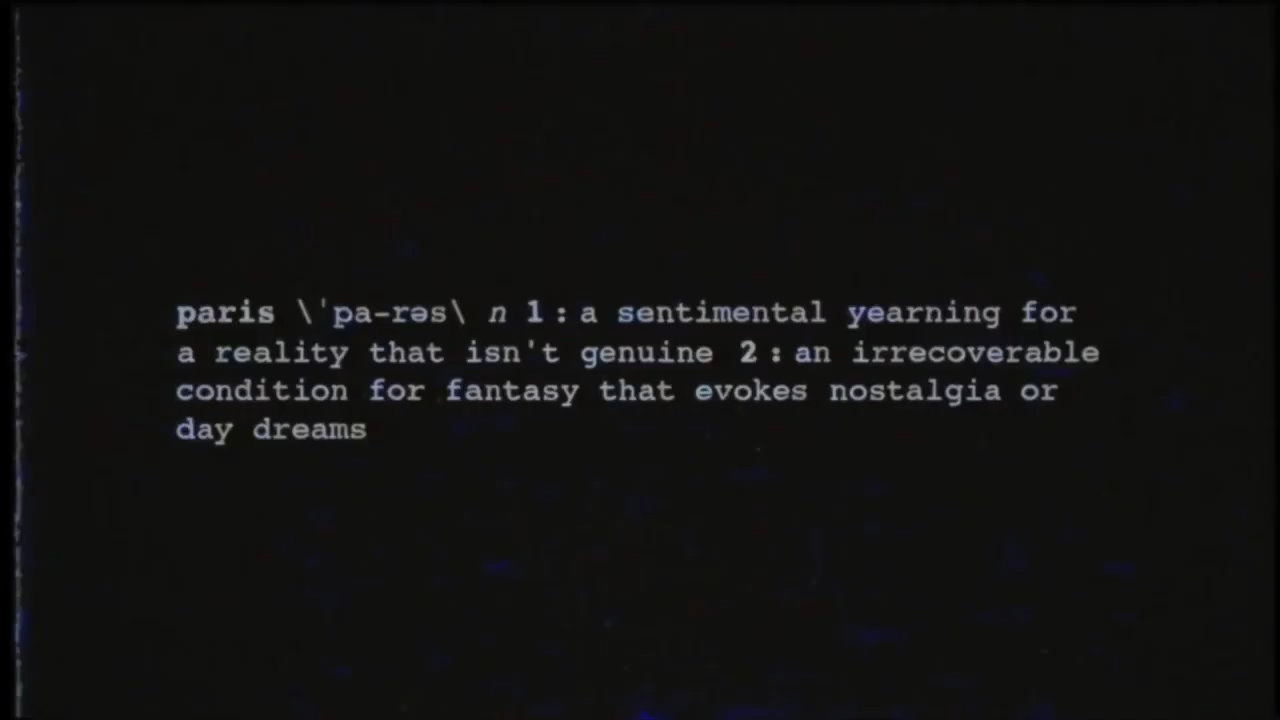 paris \ˈpa-rəs\ n 1 : a sentimental yearning for
a reality that isn't genuine 2 : an irrecoverable
condition for fantasy that evokes nostalgia or
day dreams